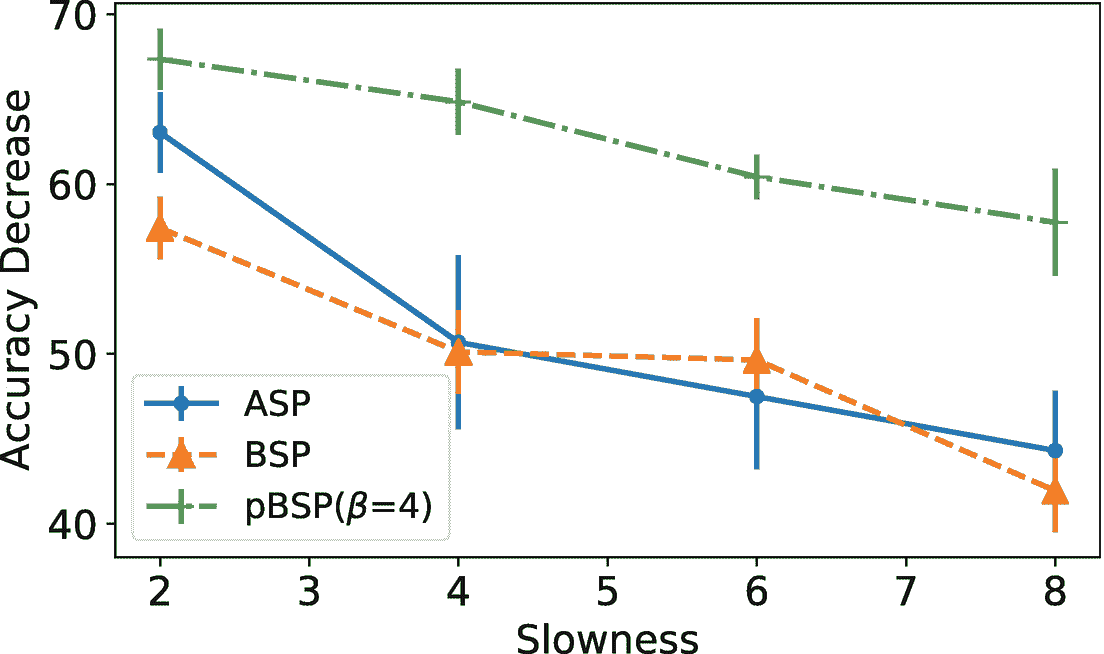 70
60
50
40
Accuracy Decrease
ASP
BSP
pBSP(β=4)
2 3 4 5 6 7 8
Slowness